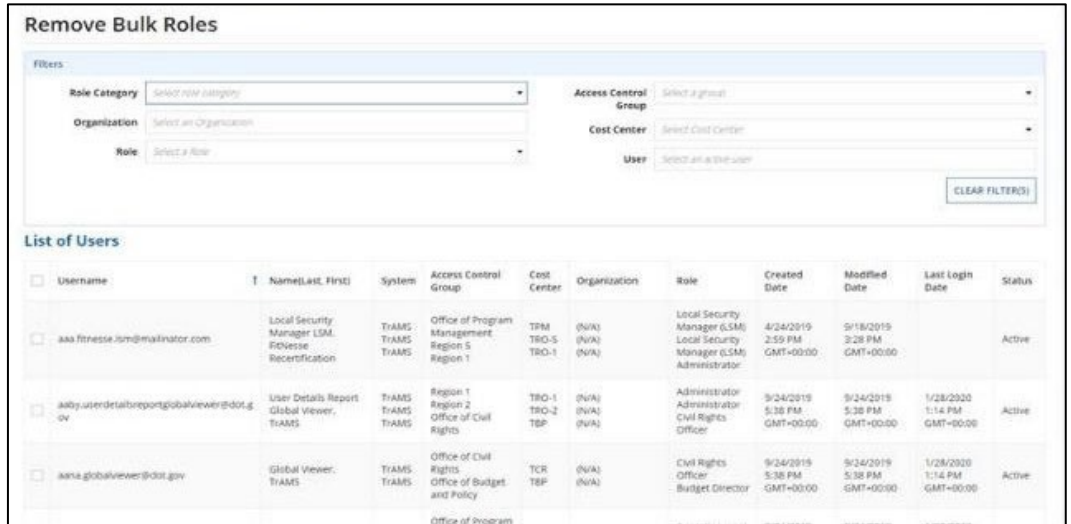 Remove Bulk Roles
Filters
Role Category Select role category
Access Control Group Select a group
Organization Select an Organization
Cost Center Select Cost Center
Role Select a Role
User Select an active user
CLEAR FILTER(S)
List of Users
Username ↑ Name(Last, First) System Access Control Group Cost Center Organization Role Created Date Modified Date Last Login Date Status
aaa.fitnesse.lsm@mailinator.com
Local Security
Manager LSM,
FitNesse
Recertification
TrAMS
TrAMS
TrAMS
Office of Program
Management
Region 5
Region 1
TPM
TRO-5
TRO-1
(N/A)
(N/A)
(N/A)
Local Security
Manager (LSM)
Local Security
Manager (LSM)
Administrator
4/24/2019
2:59 PM
GMT+00:00
9/18/2019
3:28 PM
GMT+00:00
Active
aaby.userdetailsreportglobalviewer@dot.g
ov
User Details Report
Global Viewer,
TrAMS
TrAMS
TrAMS
TrAMS
Region 1
Region 2
Office of Civil
Rights
TRO-1
TRO-2
TBP
(N/A)
(N/A)
(N/A)
Administrator
Administrator
Civil Rights
Officer
9/24/2019
5:38 PM
GMT+00:00
9/24/2019
5:38 PM
GMT+00:00
1/28/2020
1:14 PM
GMT+00:00
Active
aana.globalviewer@dot.gov
Global Viewer,
TrAMS
TrAMS
TrAMS
Office of Civil
Rights
Office of Budget
and Policy
TCR
TBP
(N/A)
(N/A)
Civil Rights
Officer
Budget Director
9/24/2019
5:38 PM
GMT+00:00
9/24/2019
5:38 PM
GMT+00:00
1/28/2020
1:14 PM
GMT+00:00
Active
Office of Program